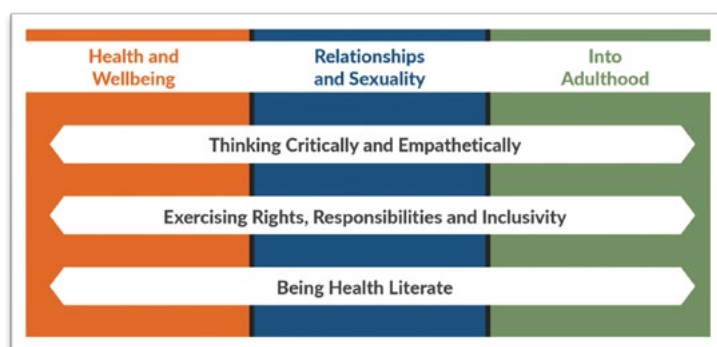 Health and
Wellbeing
Relationships
and Sexuality
Into
Adulthood
Thinking Critically and Empathetically
Exercising Rights, Responsibilities and Inclusivity
Being Health Literate